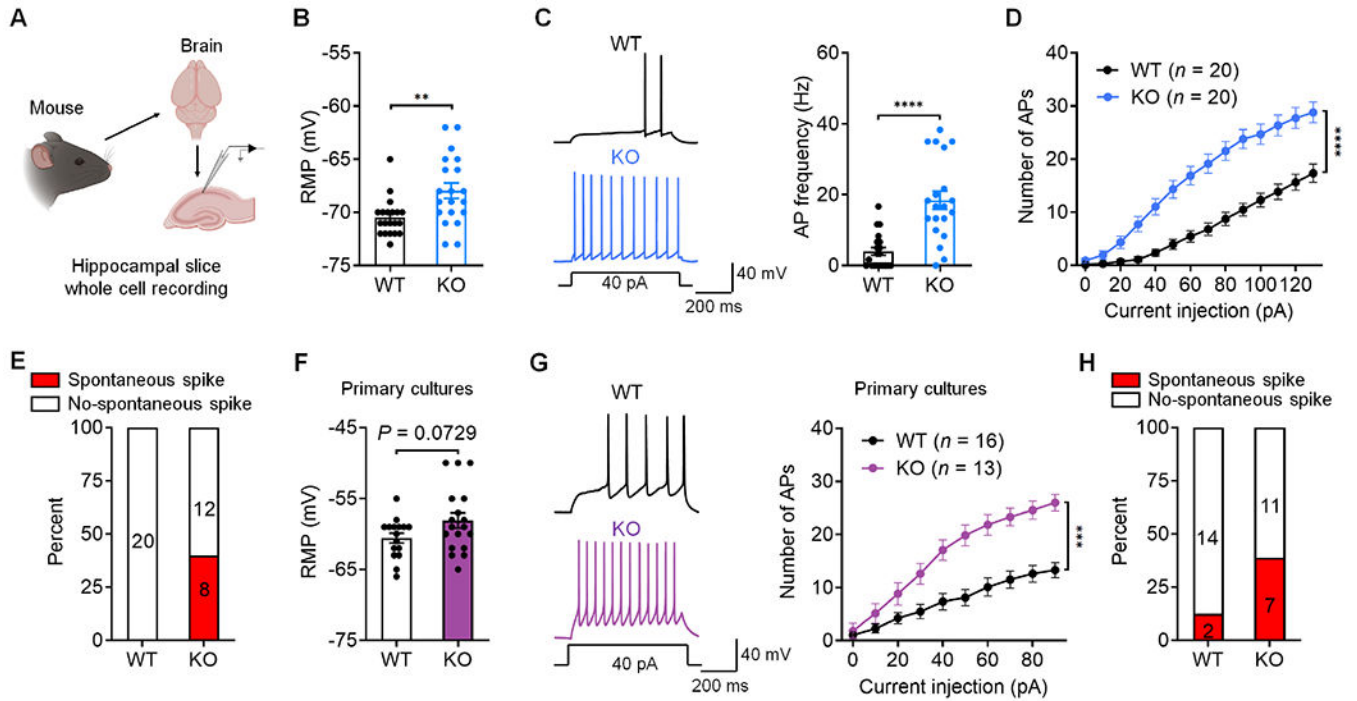 A
Mouse
Brain
Hippocampal slice
whole cell recording
B
RMP (mV)
-55
-60
-65
-70
-75
**
WT
KO
C
WT
KO
40 pA
40 mV
200 ms
AP frequency (Hz)
60
40
20
0
****
WT
KO
D
Number of APs
40
30
20
10
0
WT (n = 20)
KO (n = 20)
****
0 20 40 60 80 100 120
Current injection (pA)
E
Spontaneous spike
No-spontaneous spike
Percent
100
75
50
25
0
20
12
8
WT
KO
F
Primary cultures
RMP (mV)
-45
-55
-65
-75
P = 0.0729
WT
KO
G
WT
KO
40 pA
40 mV
200 ms
Primary cultures
Number of APs
40
30
20
10
0
WT (n = 16)
KO (n = 13)
***
0 20 40 60 80
Current injection (pA)
H
Spontaneous spike
No-spontaneous spike
Percent
100
75
50
25
0
14
2
11
7
WT
KO